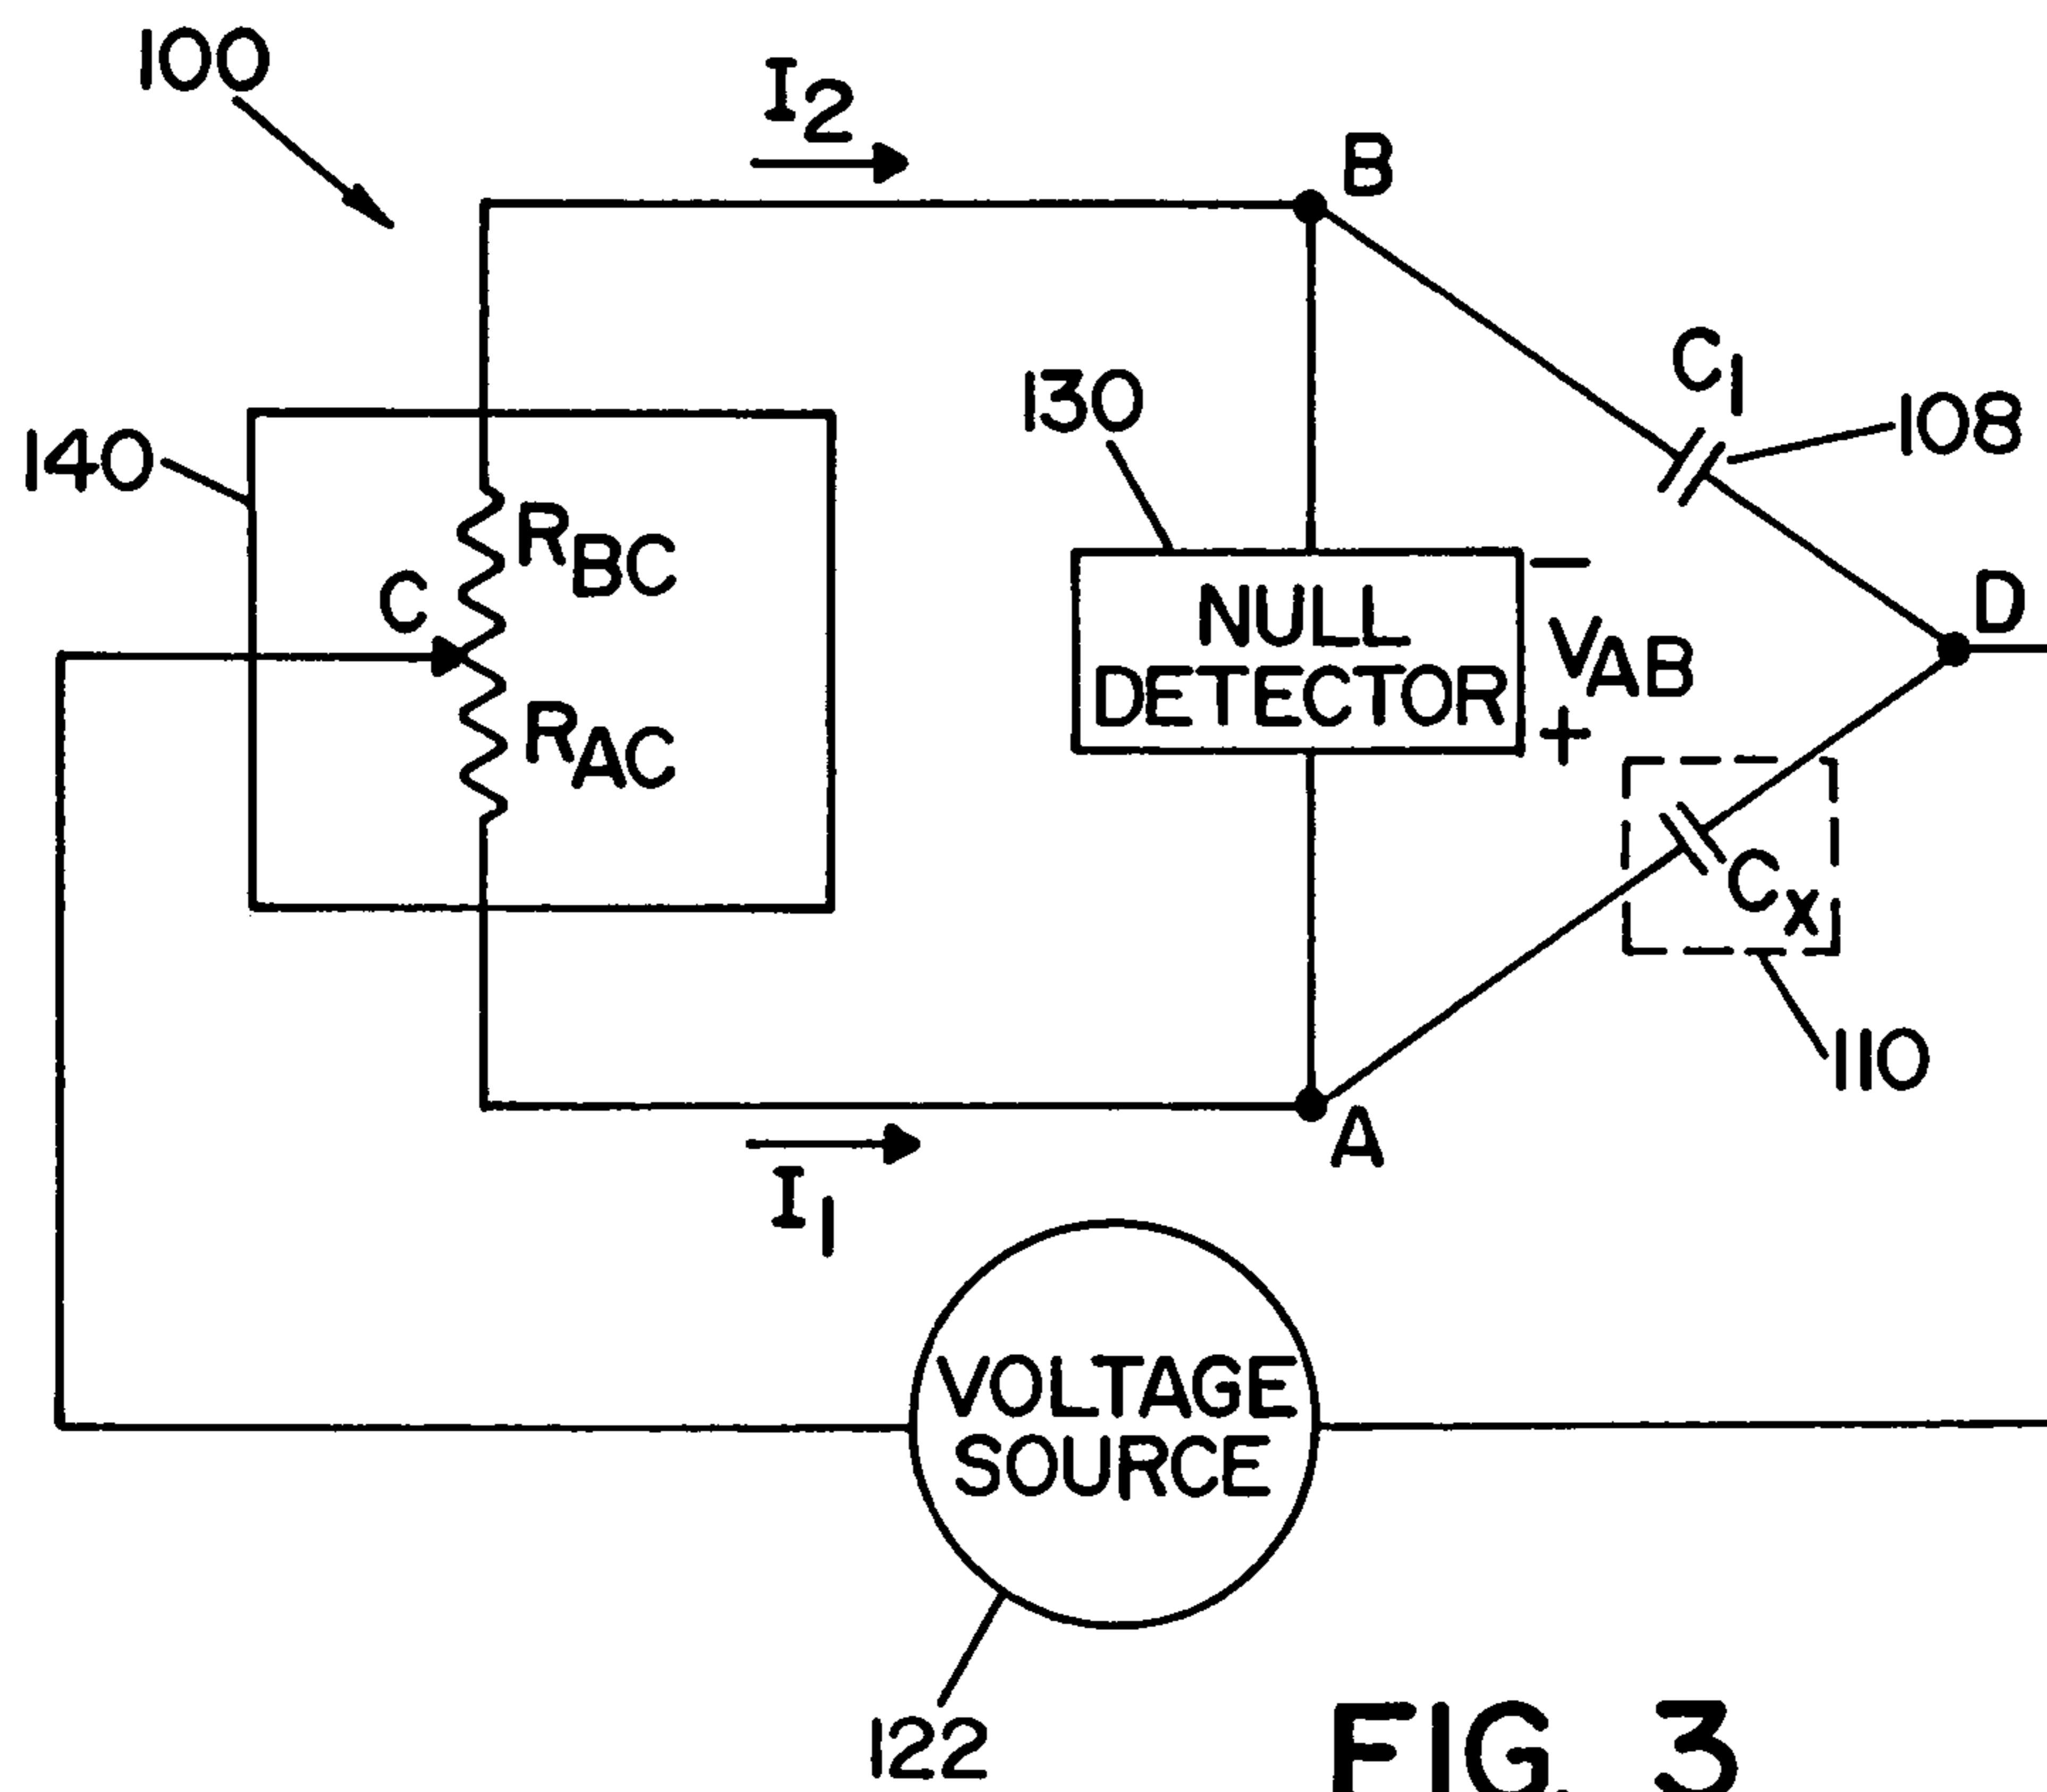 100
I2
B
C1
108
130
140
RBC
C
NULL
DETECTOR
−
VAB
+
D
RAC
Cx
110
A
I1
VOLTAGE
SOURCE
122
FIG. 3